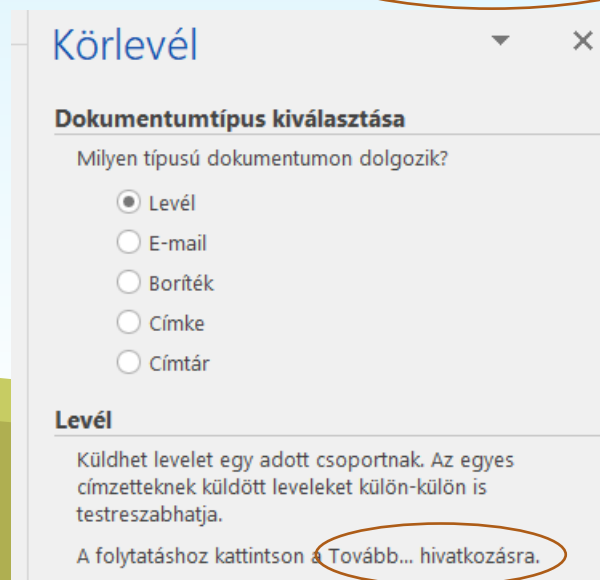 Körlevél
Dokumentumtípus kiválasztása
Milyen típusú dokumentumon dolgozik?
Levél
E-mail
Boríték
Címke
Címtár
Levél
Küldhet levelet egy adott csoportnak. Az egyes
címzetteknek küldött leveleket külön-külön is
testreszabhatja.
A folytatáshoz kattintson a Tovább... hivatkozásra.